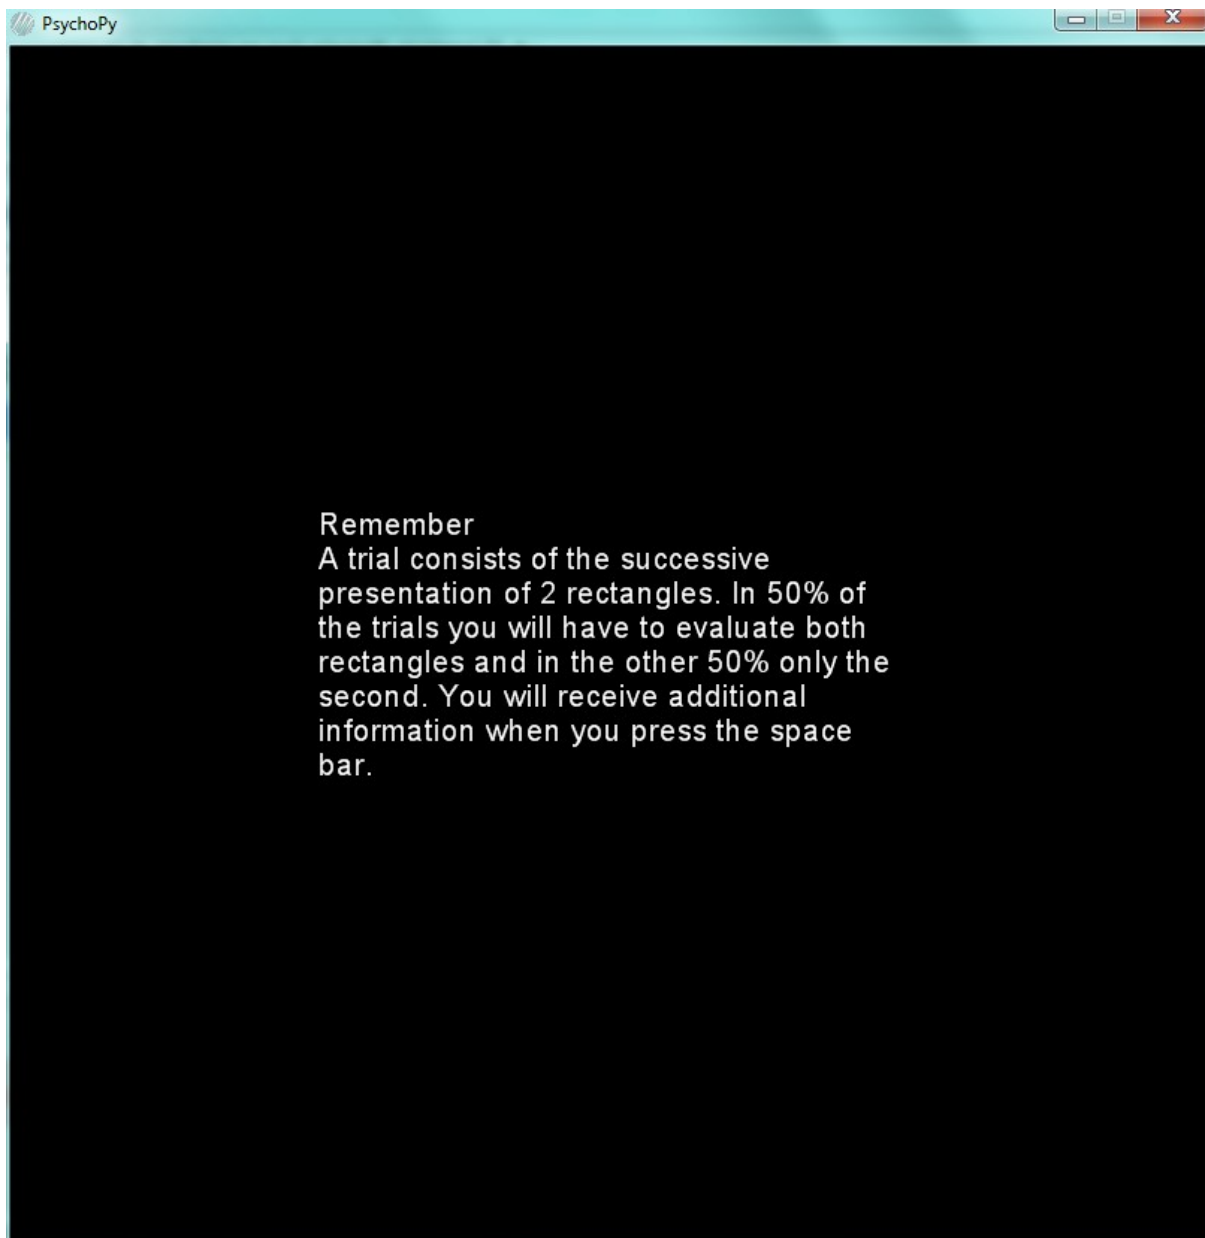 PsychoPy
Remember
A trial consists of the successive
presentation of 2 rectangles. In 50% of
the trials you will have to evaluate both
rectangles and in the other 50% only the
second. You will receive additional
information when you press the space
bar.